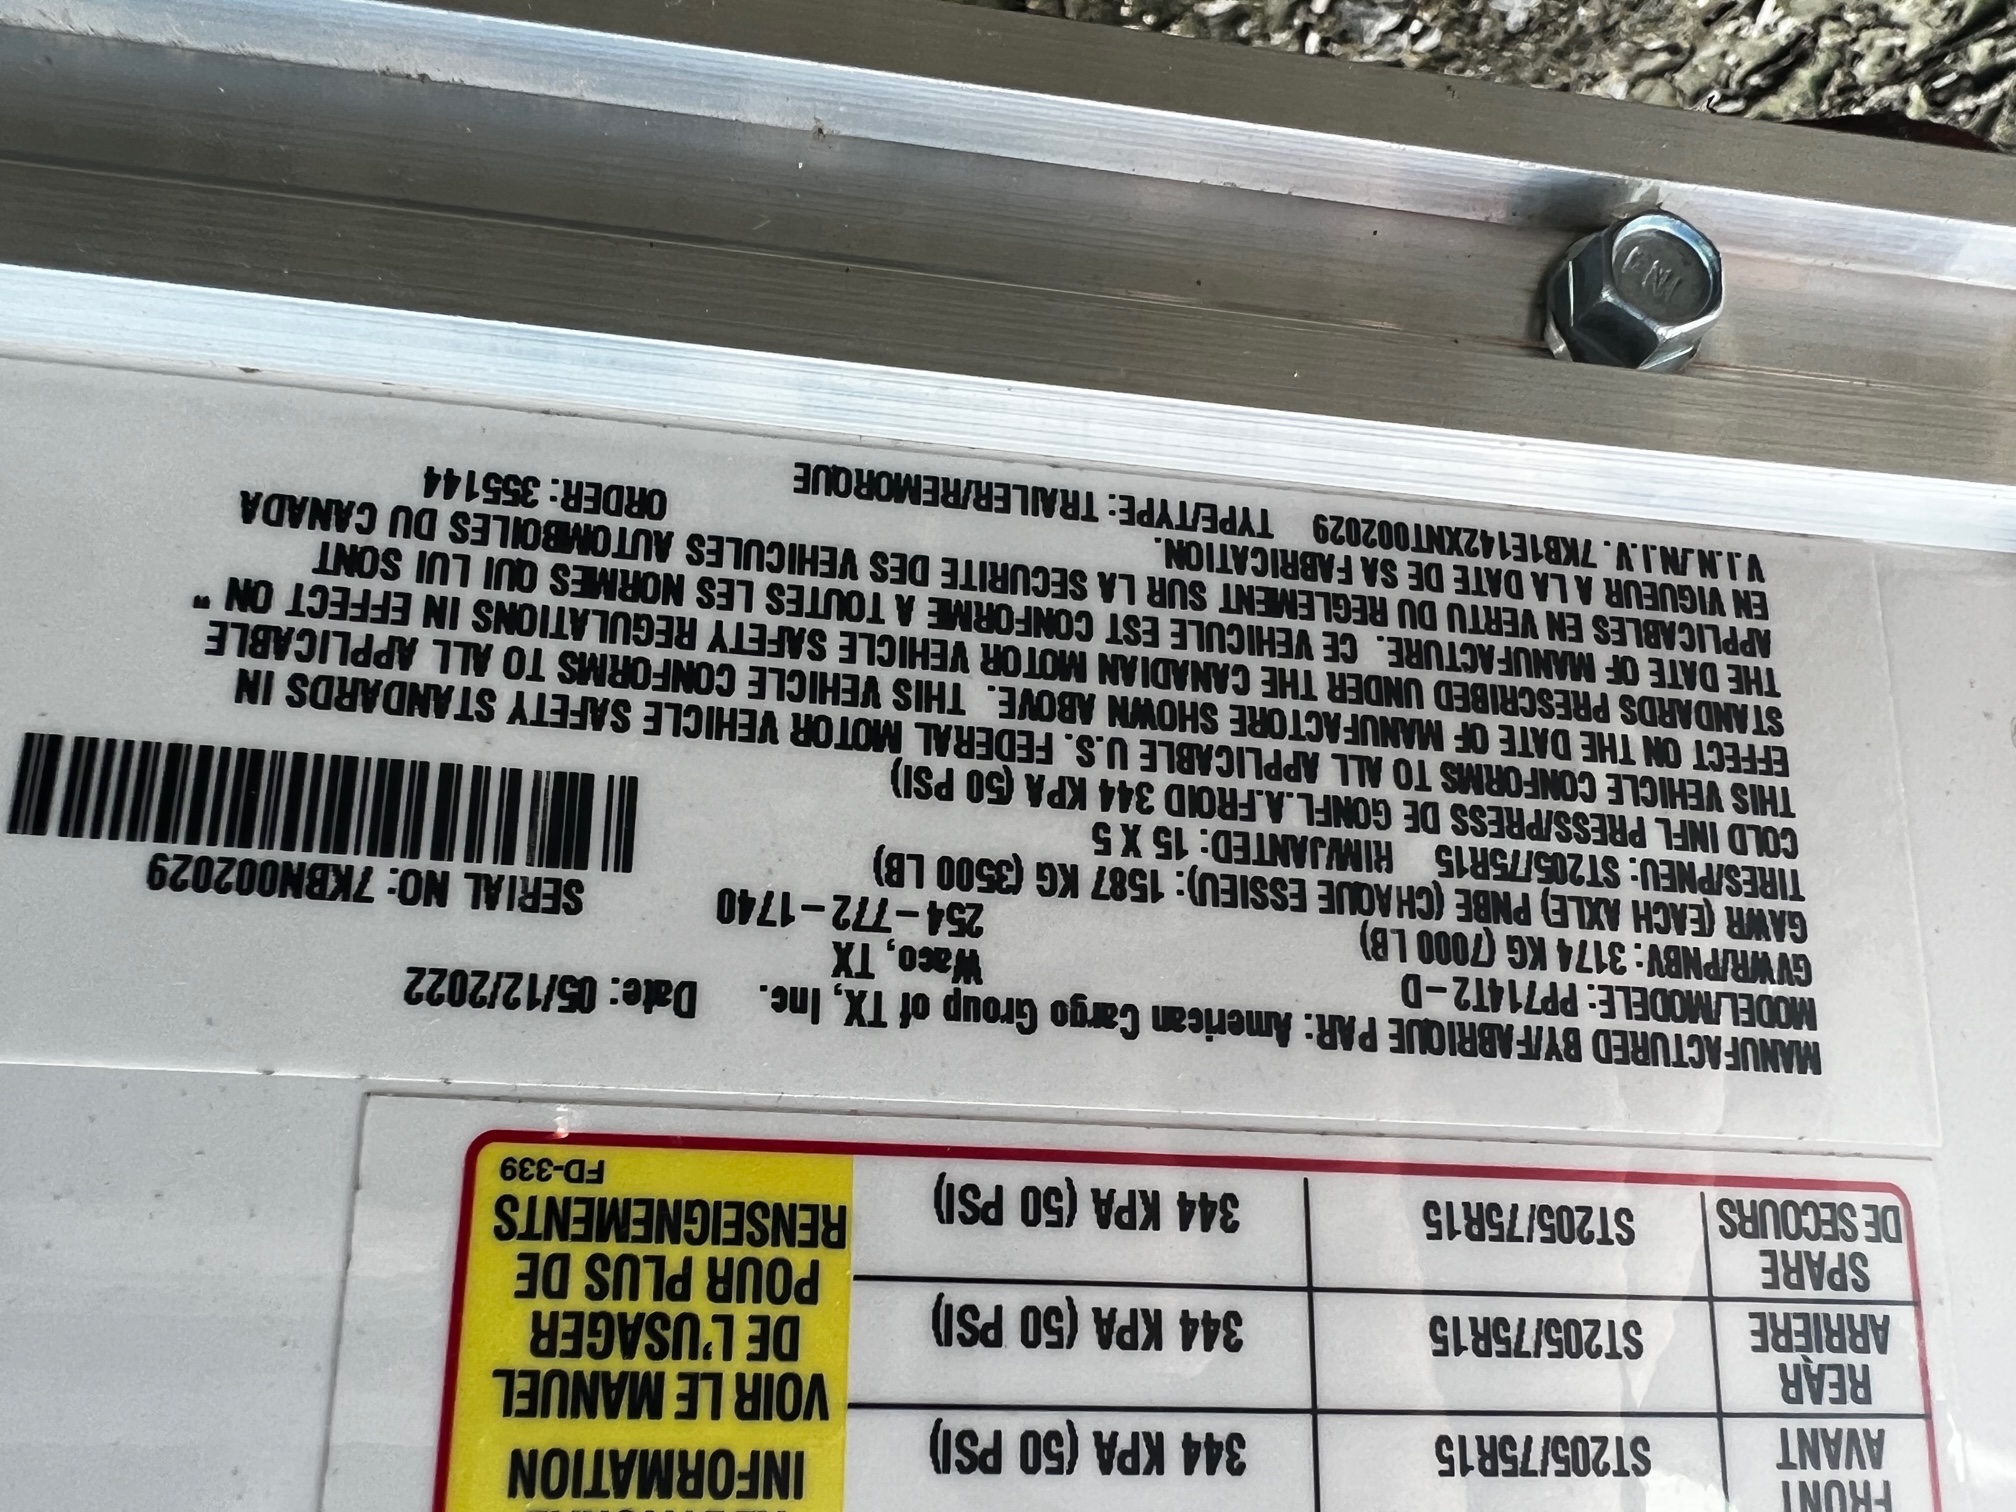 FRONT
AVANT ST205/75R15 344 KPA (50 PSI) INFORMATION
REAR
ARRIERE ST205/75R15 344 KPA (50 PSI) VOIR LE MANUEL
DE L'USAGER
SPARE
DE SECOURS ST205/75R15 344 KPA (50 PSI) POUR PLUS DE
RENSEIGNEMENTS
FD-339
MANUFACTURED BY/FABRIQUE PAR: American Cargo Group of TX, Inc. Date: 05/12/2022
MODEL/MODELE: PP714T2-D Waco, TX
GVWR/PNBV: 3174 KG (7000 LB) 254-772-1740
GAWR (EACH AXLE) PNBE (CHAQUE ESSIEU): 1587 KG (3500 LB) SERIAL NO: 7KBN002029
TIRES/PNEU: ST205/75R15 RIM/JANTED: 15 X 5
COLD INFL PRESS/PRESS DE GONFL.A.FROID 344 KPA (50 PSI)
THIS VEHICLE CONFORMS TO ALL APPLICABLE U.S. FEDERAL MOTOR VEHICLE SAFETY STANDARDS IN
EFFECT ON THE DATE OF MANUFACTORE SHOWN ABOVE. THIS VEHICLE CONFORMS TO ALL APPLICABLE
STANDARDS PRESCRIBED UNDER THE CANADIAN MOTOR VEHICLE SAFETY REGULATIONS IN EFFECT ON "
THE DATE OF MANUFACTURE. CE VEHICULE EST CONFORME A TOUTES LES NORMES QUI LUI SONT
APPLICABLES EN VERTU DU REGLEMENT SUR LA SECURITE DES VEHICULES AUTOMBOILES DU CANADA
EN VIGUEUR A LA DATE DE SA FABRICATION.
V.I.N./N.I.V. 7KB1E142XNT002029 TYPE/TYPE: TRAILER/REMORQUE ORDER: 355144